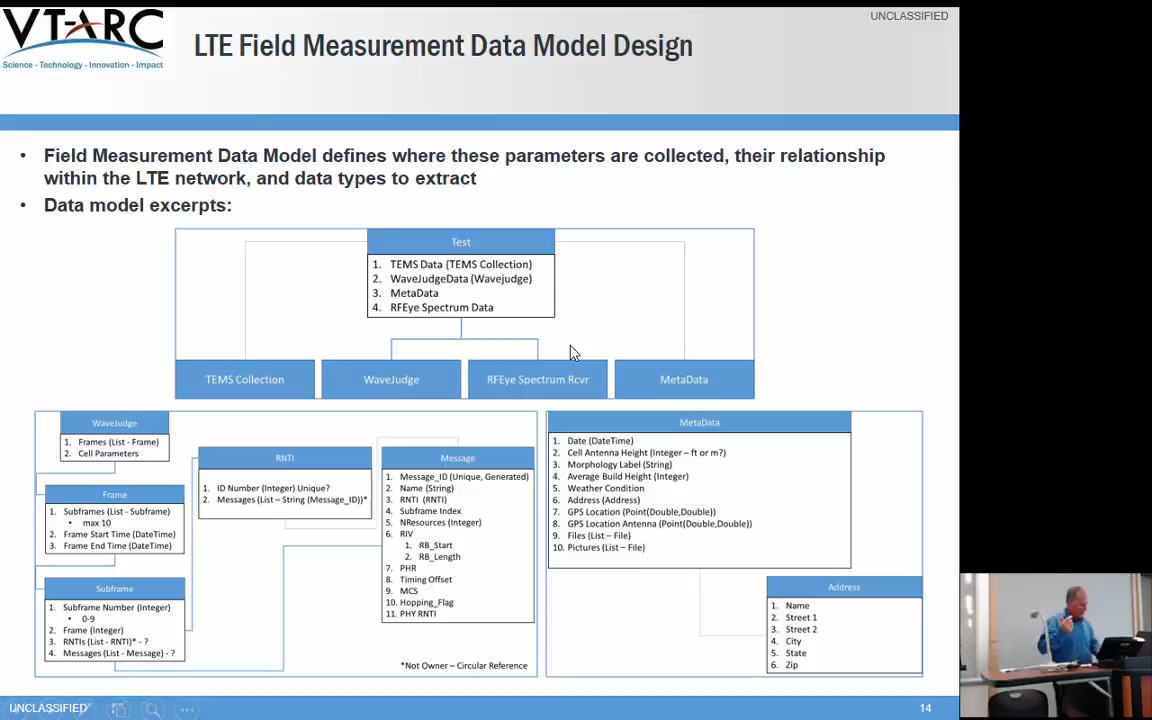 VT-ARC
Science - Technology - Innovation - Impact
UNCLASSIFIED
LTE Field Measurement Data Model Design
• Field Measurement Data Model defines where these parameters are collected, their relationship
within the LTE network, and data types to extract
• Data model excerpts:
Test
1. TEMS Data (TEMS Collection)
2. WaveJudgeData (Wavejudge)
3. MetaData
4. RFEye Spectrum Data
TEMS Collection
WaveJudge
RFEye Spectrum Rcvr
MetaData
WaveJudge
1. Frames (List - Frame)
2. Cell Parameters
Frame
1. Subframes (List - Subframe)
• max 10
2. Frame Start Time (DateTime)
3. Frame End Time (DateTime)
Subframe
1. Subframe Number (Integer)
• 0-9
2. Frame (Integer)
3. RNTIs (List - RNTI)* - ?
4. Messages (List - Message) - ?
RNTI
1. ID Number (Integer) Unique?
2. Messages (List – String (Message_ID))*
Message
1. Message_ID (Unique, Generated)
2. Name (String)
3. RNTI (RNTI)
4. Subframe Index
5. NResources (Integer)
6. RIV
1. RB_Start
2. RB_Length
7. PHR
8. Timing Offset
9. MCS
10. Hopping_Flag
11. PHY RNTI
*Not Owner – Circular Reference
MetaData
1. Date (DateTime)
2. Cell Antenna Height (Integer – ft or m?)
3. Morphology Label (String)
4. Average Build Height (Integer)
5. Weather Condition
6. Address (Address)
7. GPS Location (Point(Double,Double))
8. GPS Location Antenna (Point(Double,Double))
9. Files (List – File)
10. Pictures (List – File)
Address
1. Name
2. Street 1
3. Street 2
4. City
5. State
6. Zip
UNCLASSIFIED
14